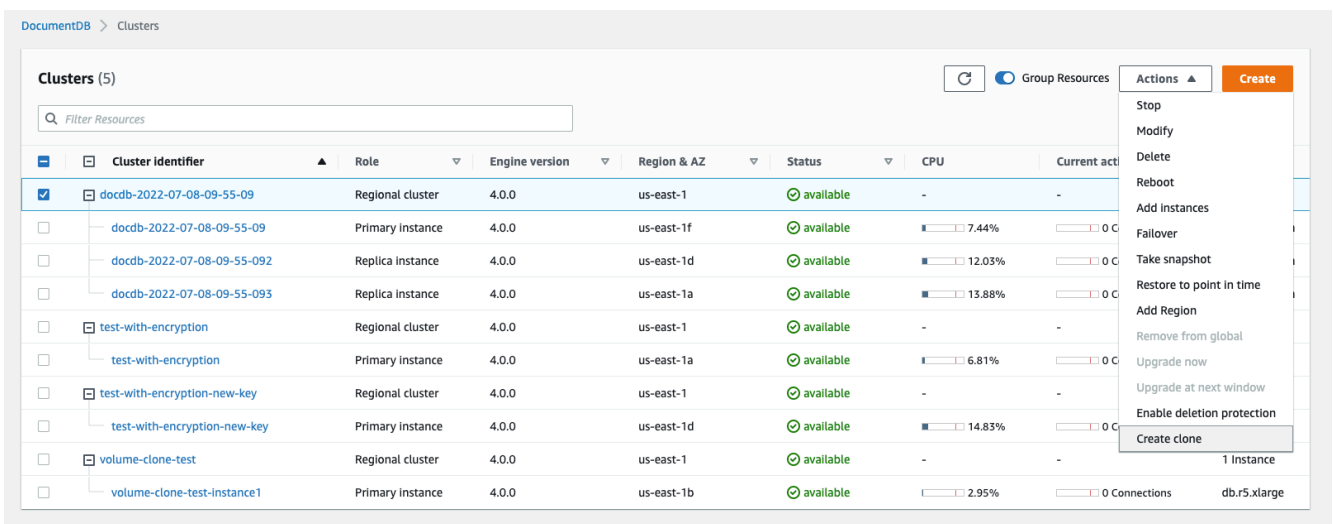 DocumentDB > Clusters
Clusters (5)
Group Resources
Actions
Create
Filter Resources
Stop
Modify
Delete
Reboot
Add instances
Failover
Take snapshot
Restore to point in time
Add Region
Remove from global
Upgrade now
Upgrade at next window
Enable deletion protection
Create clone
Cluster identifier Role Engine version Region & AZ Status CPU Current acti
docdb-2022-07-08-09-55-09 Regional cluster 4.0.0 us-east-1 available - -
docdb-2022-07-08-09-55-09 Primary instance 4.0.0 us-east-1f available 7.44% 0 Co
docdb-2022-07-08-09-55-092 Replica instance 4.0.0 us-east-1d available 12.03% 0 C
docdb-2022-07-08-09-55-093 Replica instance 4.0.0 us-east-1a available 13.88% 0 C
test-with-encryption Regional cluster 4.0.0 us-east-1 available - -
test-with-encryption Primary instance 4.0.0 us-east-1a available 6.81% 0 Co
test-with-encryption-new-key Regional cluster 4.0.0 us-east-1 available - -
test-with-encryption-new-key Primary instance 4.0.0 us-east-1d available 14.83% 0 C
volume-clone-test Regional cluster 4.0.0 us-east-1 available - - 1 Instance
volume-clone-test-instance1 Primary instance 4.0.0 us-east-1b available 2.95% 0 Connections db.r5.xlarge